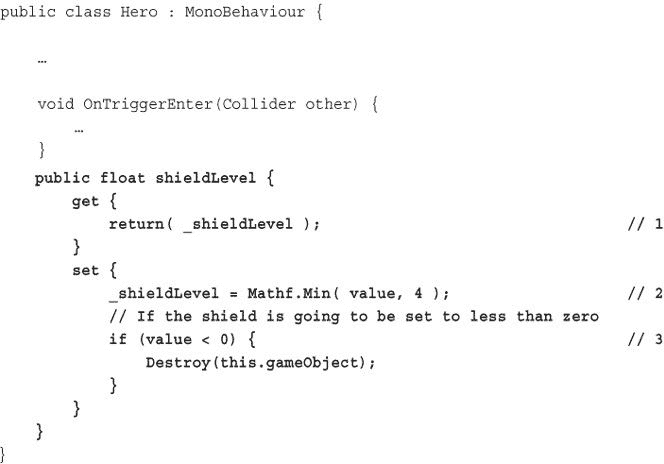 public class Hero : MonoBehaviour {
…
void OnTriggerEnter(Collider other) {
…
}
public float shieldLevel {
get {
return( _shieldLevel ); // 1
}
set {
_shieldLevel = Mathf.Min( value, 4 ); // 2
// If the shield is going to be set to less than zero
if (value < 0) { // 3
Destroy(this.gameObject);
}
}
}
}